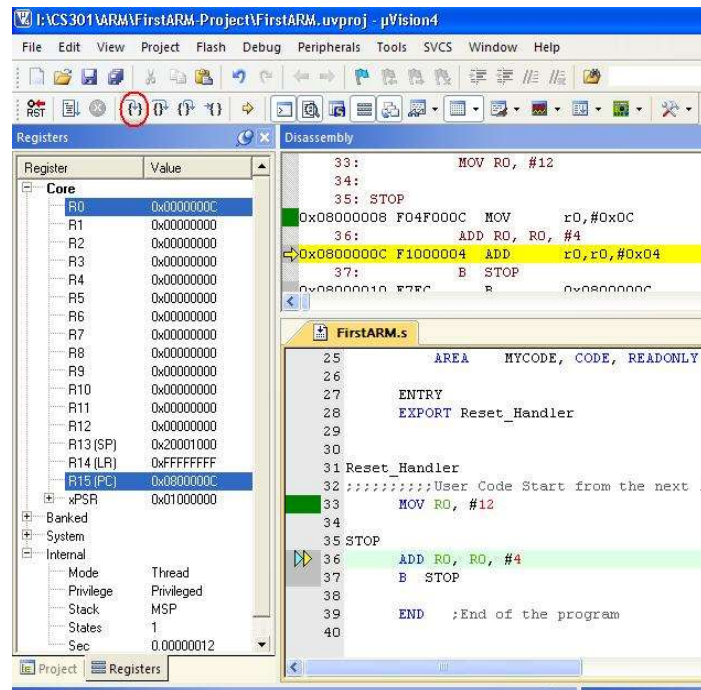 I:\CS301\ARM\FirstARM-Project\FirstARM.uvproj - µVision4
File Edit View Project Flash Debug Peripherals Tools SVCS Window Help
RST
Registers
Register Value
Core
R0 0x0000000C
R1 0x00000000
R2 0x00000000
R3 0x00000000
R4 0x00000000
R5 0x00000000
R6 0x00000000
R7 0x00000000
R8 0x00000000
R9 0x00000000
R10 0x00000000
R11 0x00000000
R12 0x00000000
R13 (SP) 0x20001000
R14 (LR) 0xFFFFFFFF
R15 (PC) 0x0800000C
xPSR 0x01000000
Banked
System
Internal
Mode Thread
Privilege Privileged
Stack MSP
States 1
Sec 0.00000012
Project Registers
Disassembly
33: MOV R0, #12
34:
35: STOP
0x08000008 F04F000C MOV r0,#0x0C
36: ADD R0, R0, #4
0x0800000C F1000004 ADD r0,r0,#0x04
37: B STOP
0x08000010 E7FC B 0x0800000C
FirstARM.s
25 AREA MYCODE, CODE, READONLY
26
27 ENTRY
28 EXPORT Reset_Handler
29
30
31 Reset_Handler
32 ;;;;;;;;;;User Code Start from the next
33 MOV R0, #12
34
35 STOP
36 ADD R0, R0, #4
37 B STOP
38
39 END ;End of the program
40